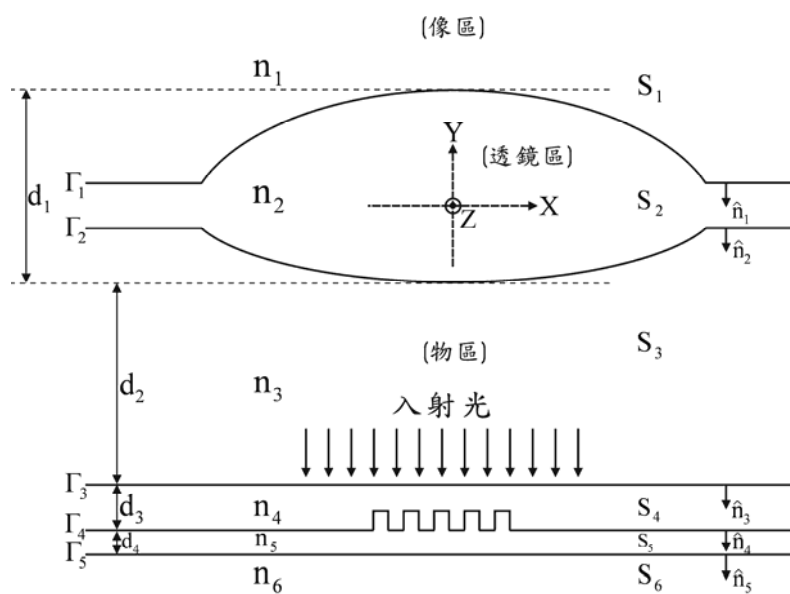 (像區)
n₁
S₁
Y
(透鏡區)
Γ₁
d₁
n₂
X
S₂
n̂₁
Γ₂
Z
n̂₂
(物區)
S₃
d₂
n₃
入射光
Γ₃
d₃
n₄
S₄
n̂₃
Γ₄
d₄
n₅
S₅
n̂₄
Γ₅
n₆
S₆
n̂₅